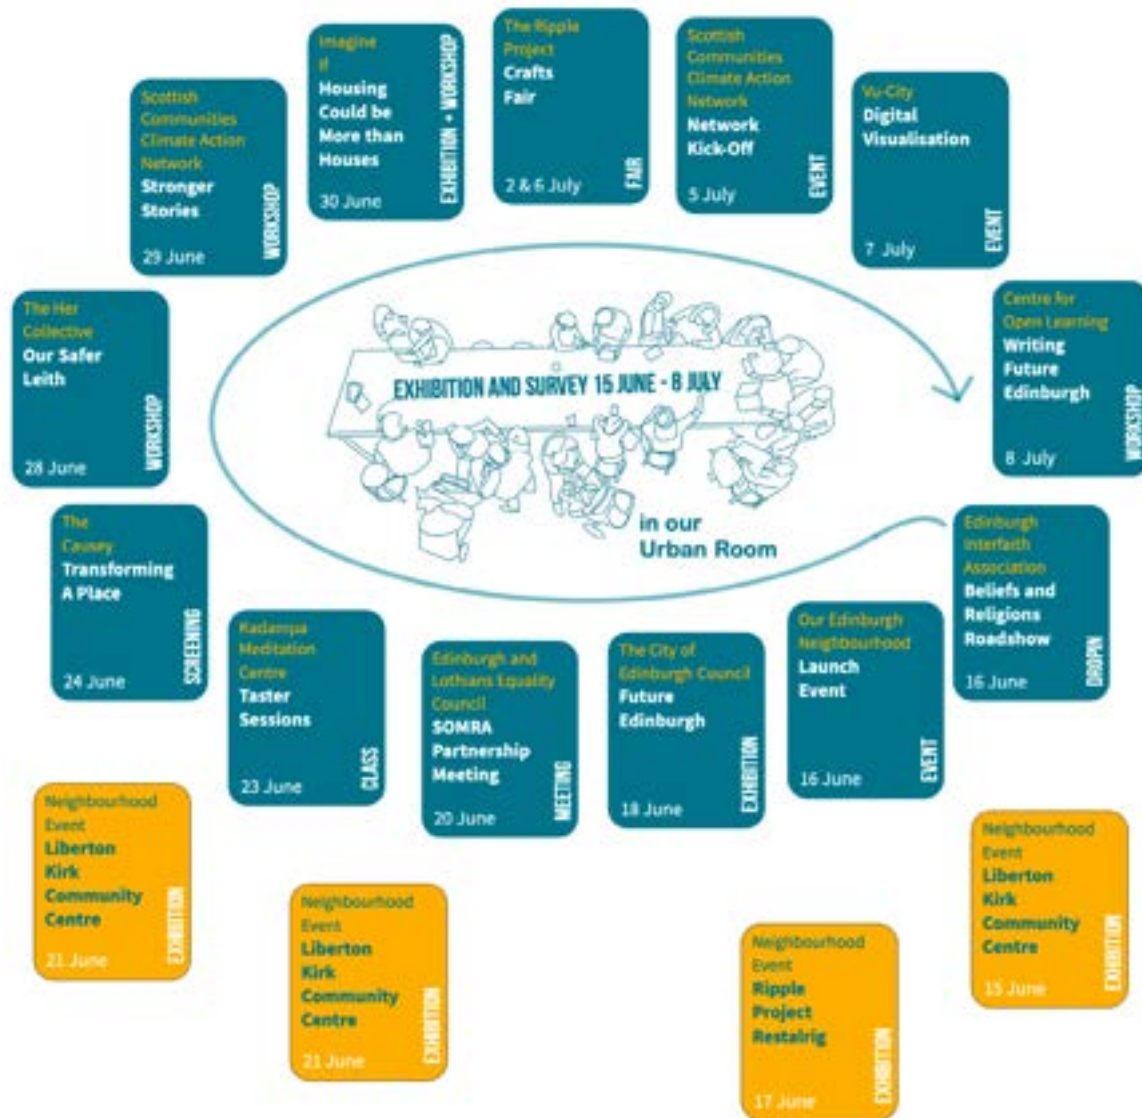 Imagine
If
Housing
Could be
More than
Houses
30 June
EXHIBITION + WORKSHOP
The Ripple
Project
Crafts
Fair
2 & 6 July
FAIR
Scottish
Communities
Climate Action
Network
Network
Kick-Off
5 July
EVENT
Scottish
Communities
Climate Action
Network
Stronger
Stories
29 June
WORKSHOP
Vu-City
Digital
Visualisation
7 July
EVENT
The Her
Collective
Our Safer
Leith
28 June
WORKSHOP
EXHIBITION AND SURVEY 15 JUNE - 8 JULY
in our
Urban Room
Centre for
Open Learning
Writing
Future
Edinburgh
8 July
WORKSHOP
The
Causey
Transforming
A Place
24 June
SCREENING
Kadampa
Meditation
Centre
Taster
Sessions
23 June
CLASS
Edinburgh and
Lothians Equality
Council
SOMRA
Partnership
Meeting
20 June
MEETING
The City of
Edinburgh Council
Future
Edinburgh
18 June
EXHIBITION
Our Edinburgh
Neighbourhood
Launch
Event
16 June
EVENT
Edinburgh
Interfaith
Association
Beliefs and
Religions
Roadshow
16 June
DROPIN
Neighbourhood
Event
Liberton
Kirk
Community
Centre
21 June
EXHIBITION
Neighbourhood
Event
Liberton
Kirk
Community
Centre
21 June
EXHIBITION
Neighbourhood
Event
Ripple
Project
Restalrig
17 June
EXHIBITION
Neighbourhood
Event
Liberton
Kirk
Community
Centre
15 June
EXHIBITION